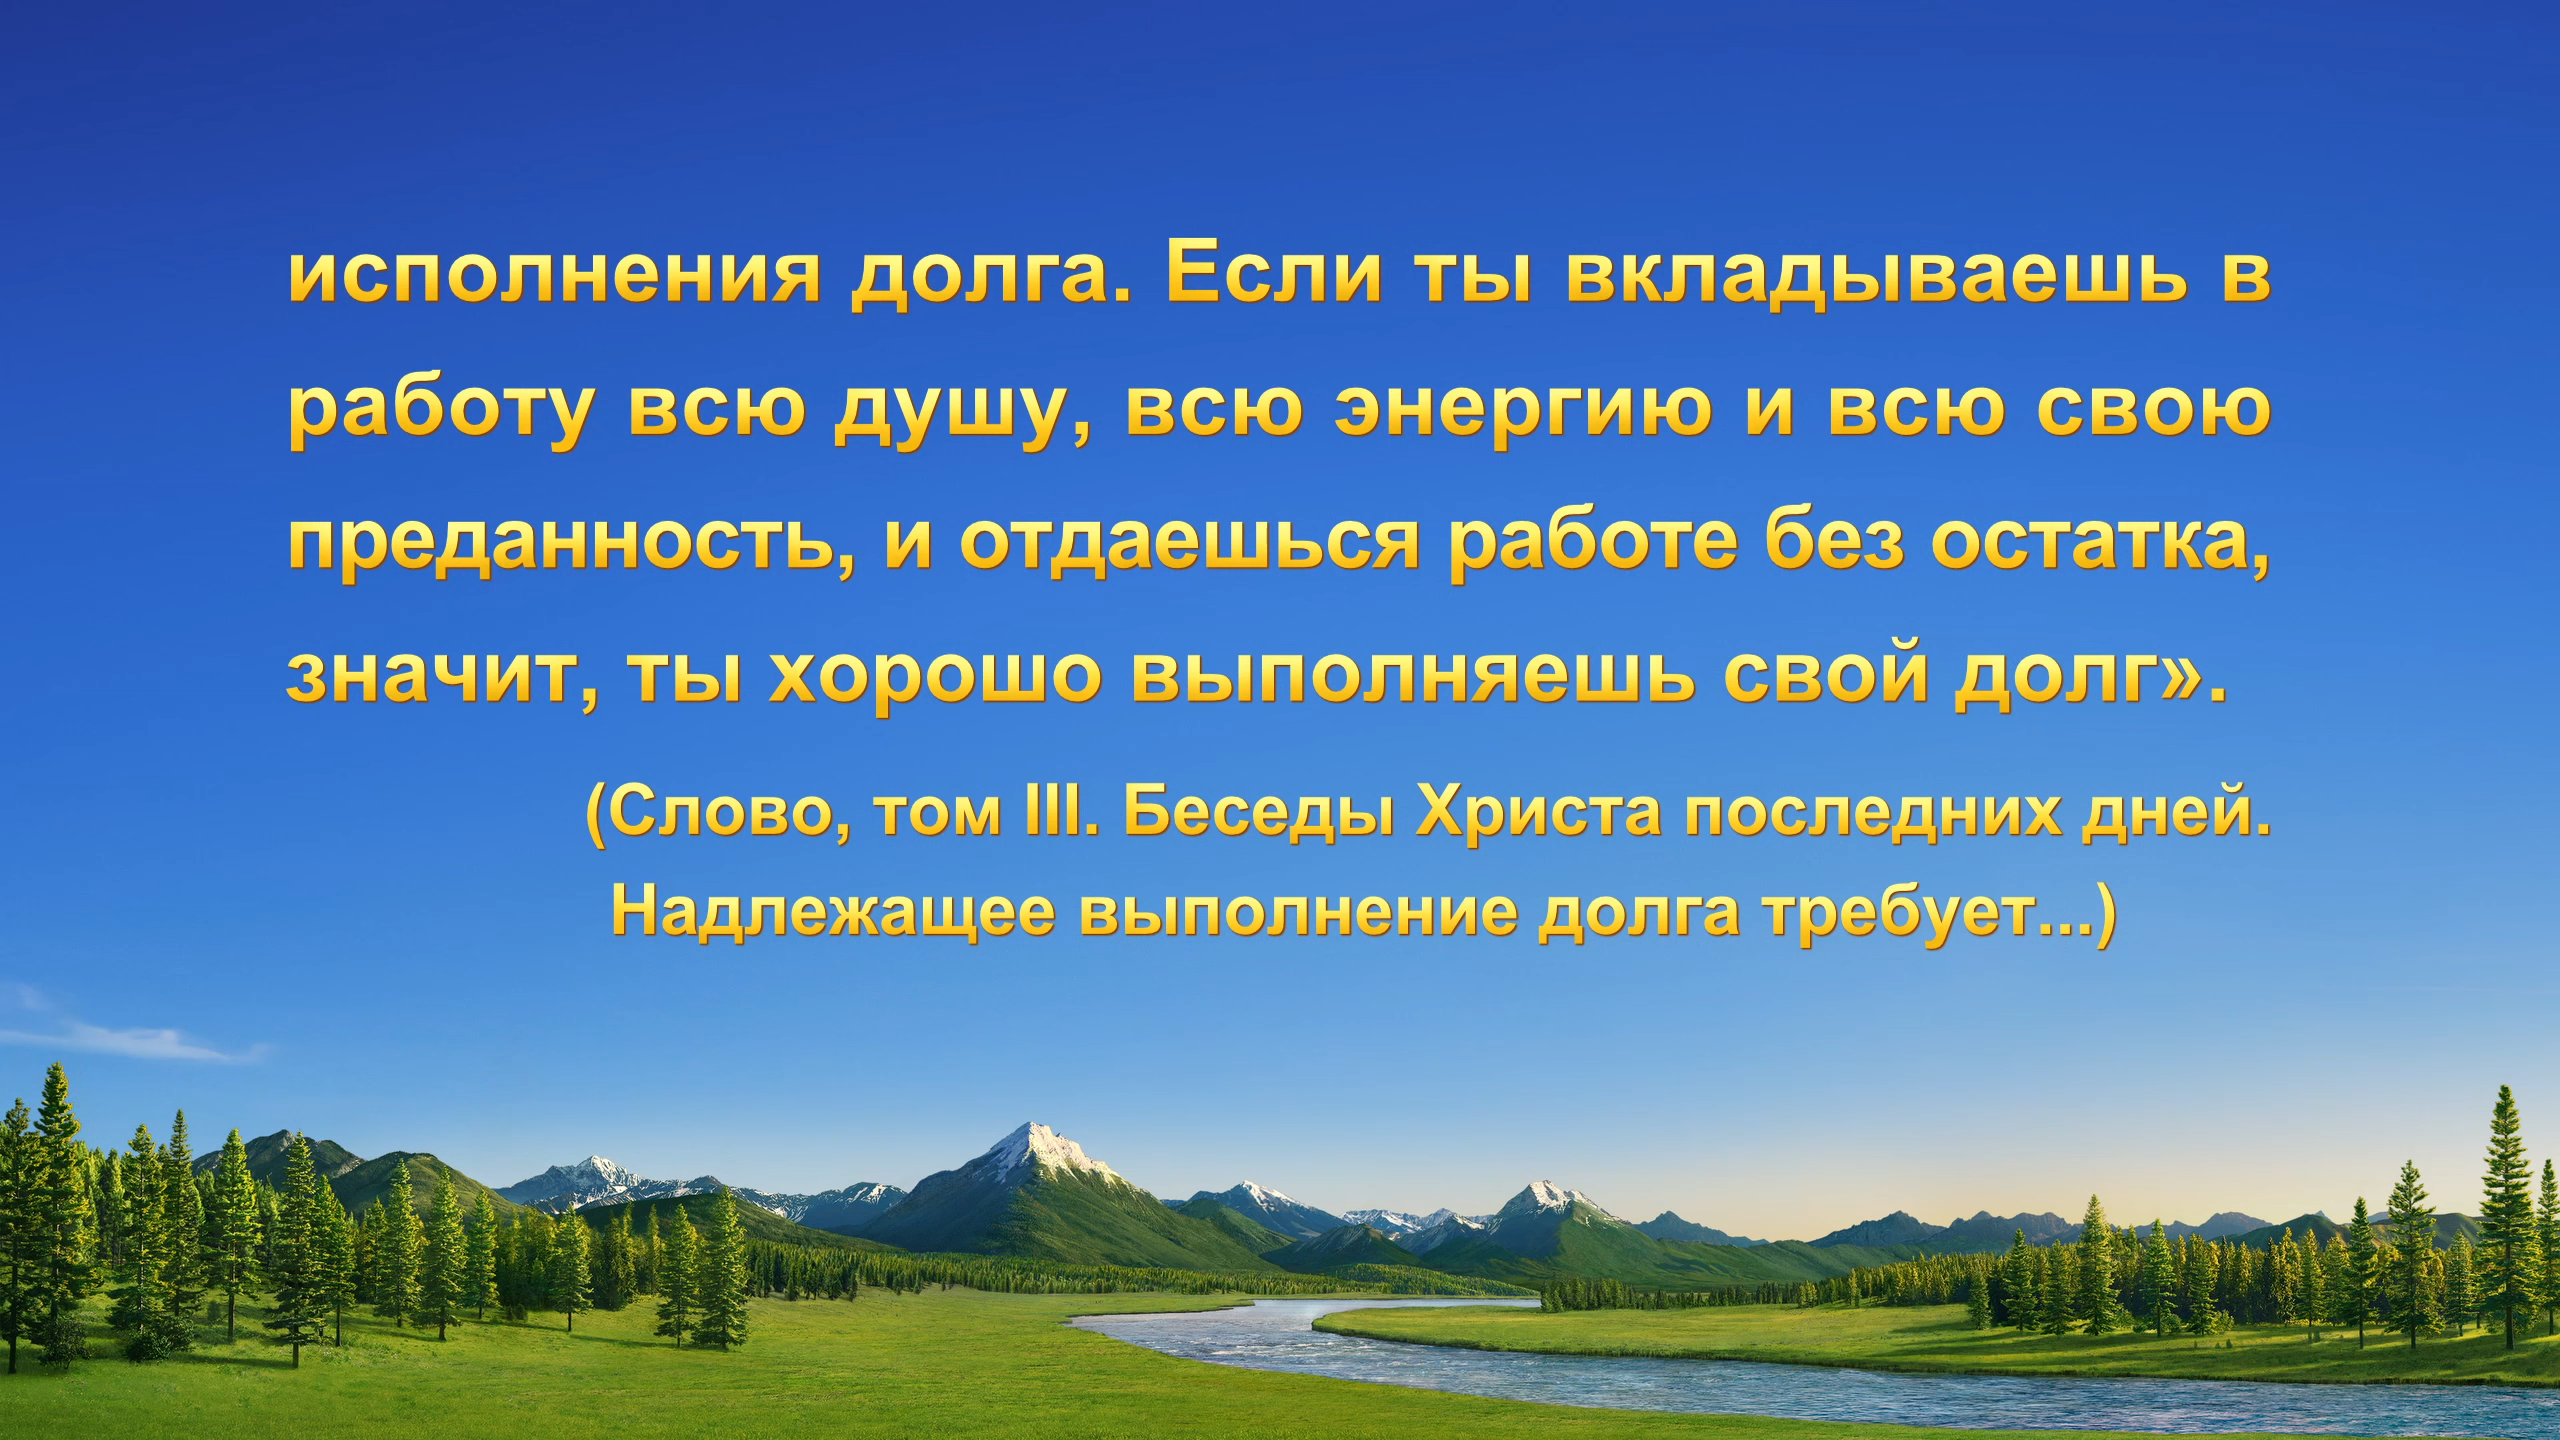 исполнения долга. Если ты вкладываешь в
работу всю душу, всю энергию и всю свою
преданность, и отдаешься работе без остатка,
значит, ты хорошо выполняешь свой долг».
(Слово, том III. Беседы Христа последних дней.
Надлежащее выполнение долга требует...)